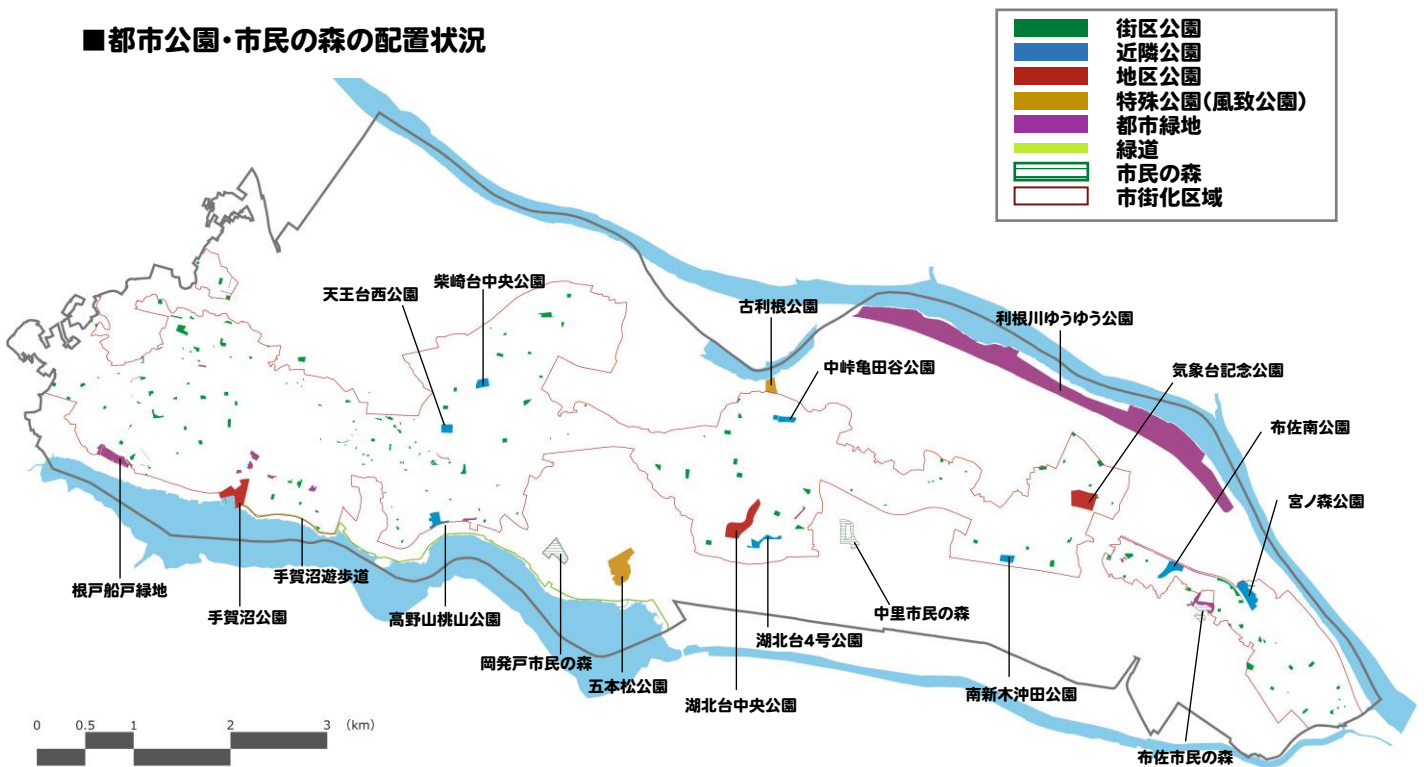 ■都市公園・市民の森の配置状況
街区公園
近隣公園
地区公園
特殊公園(風致公園)
都市緑地
緑道
市民の森
市街化区域
天王台西公園
柴崎台中央公園
古利根公園
中峠亀田谷公園
利根川ゆうゆう公園
気象台記念公園
布佐南公園
宮ノ森公園
根戸船戸緑地
手賀沼公園
手賀沼遊歩道
高野山桃山公園
岡発戸市民の森
五本松公園
湖北台中央公園
湖北台4号公園
中里市民の森
南新木沖田公園
布佐市民の森
0 0.5 1 2 3 (km)